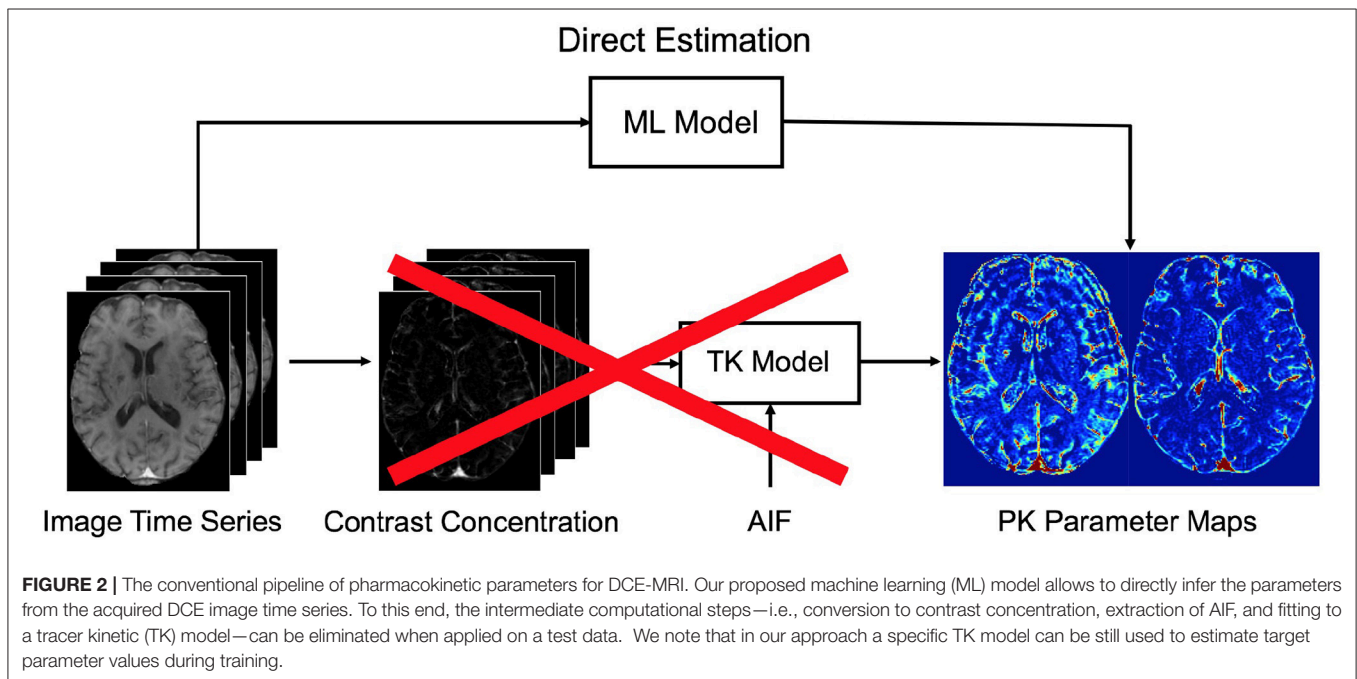 Direct Estimation
ML Model
TK Model
Image Time Series
Contrast Concentration
AIF
PK Parameter Maps
FIGURE 2 | The conventional pipeline of pharmacokinetic parameters for DCE-MRI. Our proposed machine learning (ML) model allows to directly infer the parameters
from the acquired DCE image time series. To this end, the intermediate computational steps—i.e., conversion to contrast concentration, extraction of AIF, and fitting to
a tracer kinetic (TK) model—can be eliminated when applied on a test data. We note that in our approach a specific TK model can be still used to estimate target
parameter values during training.